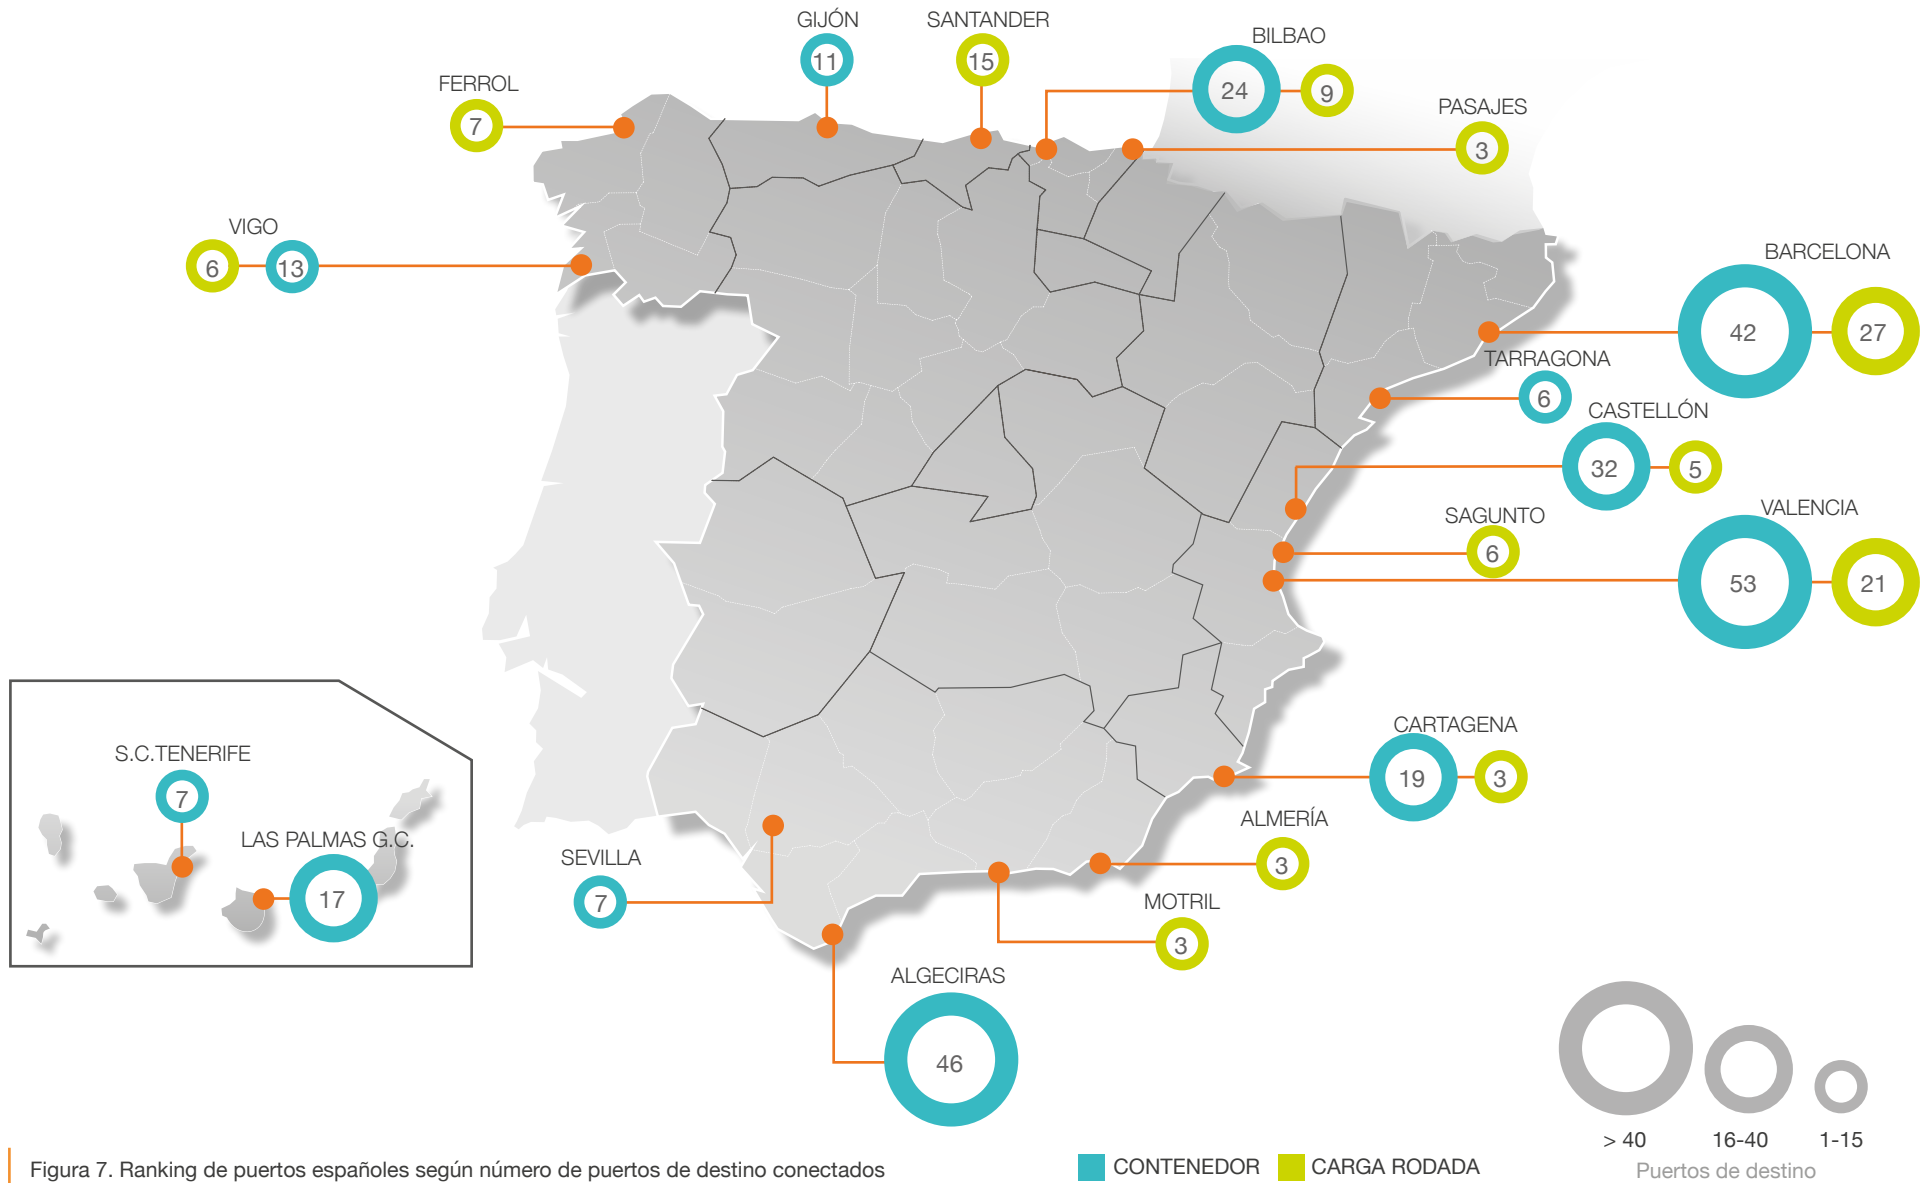 GIJÓN
11
SANTANDER
15
BILBAO
24
9
FERROL
7
PASAJES
3
VIGO
6
13
BARCELONA
42
27
TARRAGONA
6
CASTELLÓN
32
5
SAGUNTO
6
VALENCIA
53
21
CARTAGENA
19
3
S.C.TENERIFE
7
LAS PALMAS G.C.
17
SEVILLA
7
ALMERÍA
3
MOTRIL
3
ALGECIRAS
46
> 40
16-40
1-15
Puertos de destino
CONTENEDOR
CARGA RODADA
Figura 7. Ranking de puertos españoles según número de puertos de destino conectados